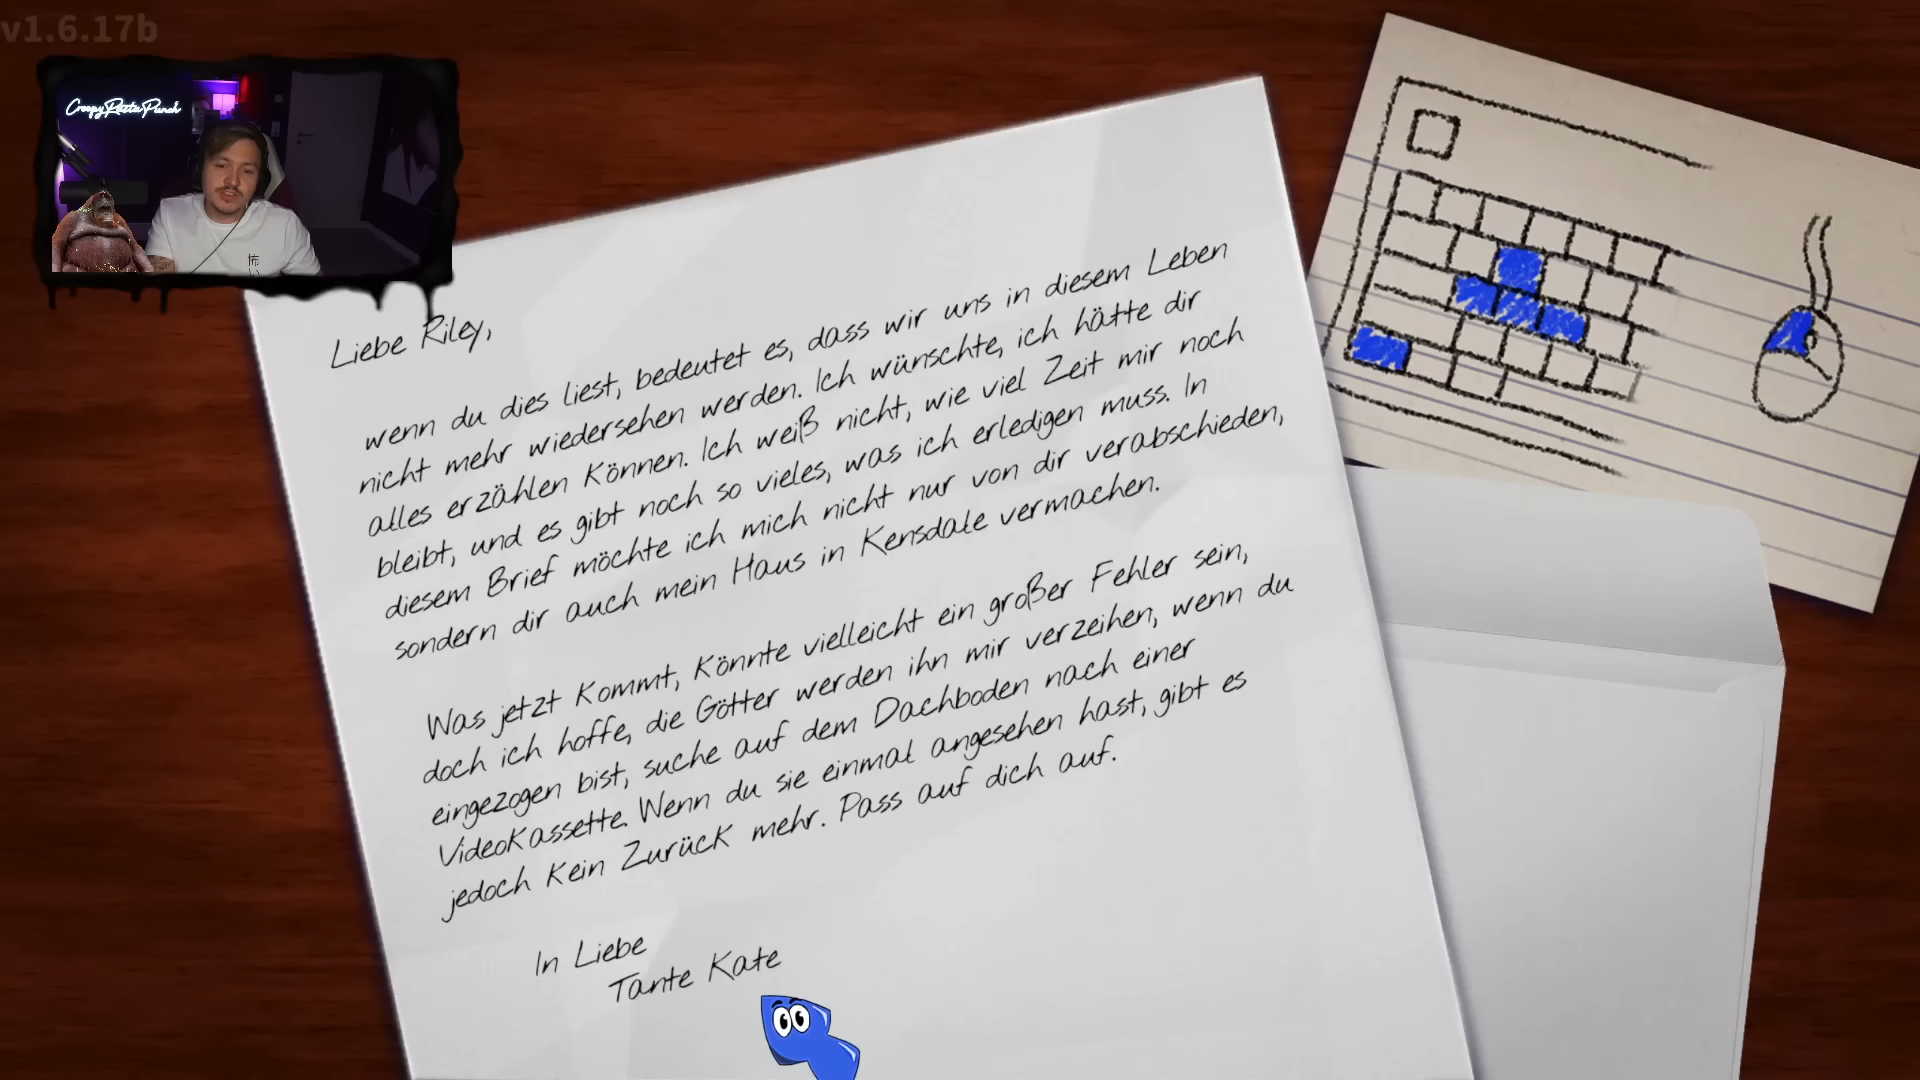 v1.6.17b
CreepyPastaPunch
怖い
Liebe Riley,
wenn du dies liest, bedeutet es, dass wir uns in diesem Leben
nicht mehr wiedersehen werden. Ich wünschte, ich hätte dir
alles erzählen können. Ich weiß nicht, wie viel Zeit mir noch
bleibt, und es gibt noch so vieles, was ich erledigen muss. In
diesem Brief möchte ich mich nicht nur von dir verabschieden,
sondern dir auch mein Haus in Kensdale vermachen.
Was jetzt kommt, könnte vielleicht ein großer Fehler sein,
doch ich hoffe, die Götter werden ihn mir verzeihen, wenn du
eingezogen bist, suche auf dem Dachboden nach einer
Videokassette. Wenn du sie einmal angesehen hast, gibt es
jedoch kein Zurück mehr. Pass auf dich auf.
In Liebe
Tante Kate